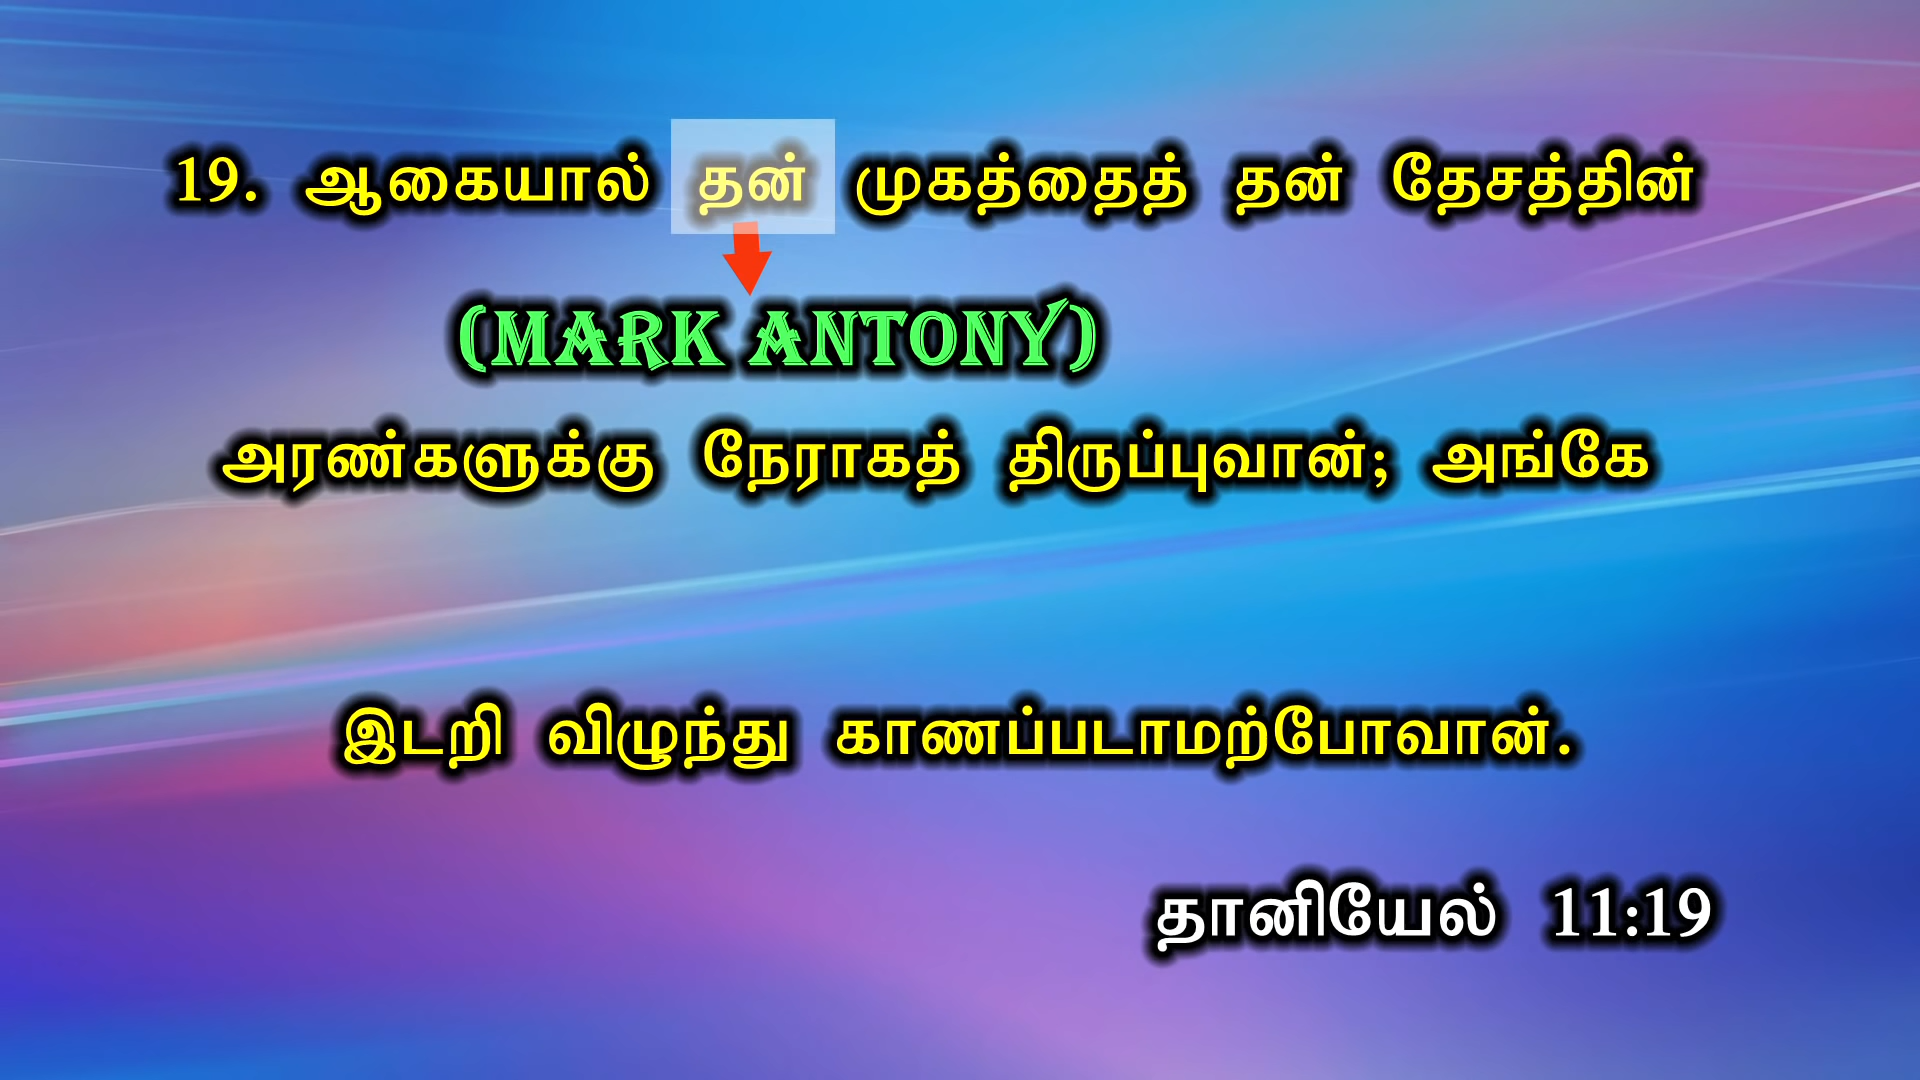 19. ஆகையால் தன் முகத்தைத் தன் தேசத்தின்
(MARK ANTONY)
அரண்களுக்கு நேராகத் திருப்புவான்; அங்கே
இடறி விழுந்து காணப்படாமற்போவான்.
தானியேல் 11:19